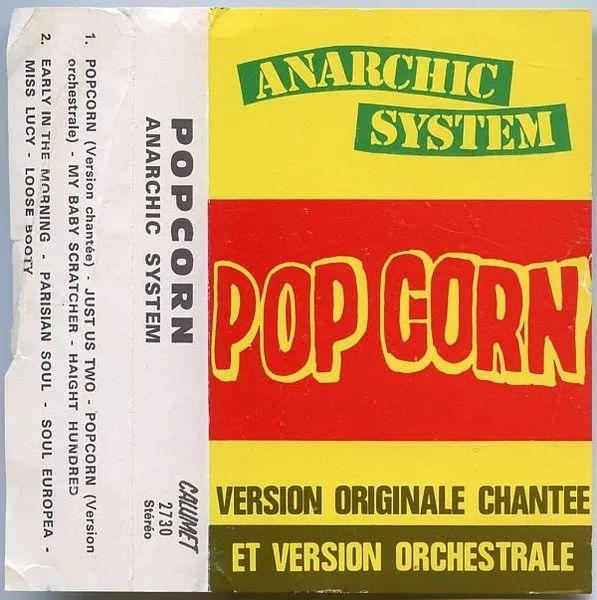 1. POPCORN (Version chantée) - JUST US TWO - POPCORN (Version
orchestrale) - MY BABY SCRATCHER - HAIGHT HUNDRED
2. EARLY IN THE MORNING - PARISIAN SOUL - SOUL EUROPEA -
MISS LUCY - LOOSE BOOTY
POPCORN
ANARCHIC SYSTEM
CALUMET
2730
Stéréo
ANARCHIC
SYSTEM
POP CORN
VERSION ORIGINALE CHANTEE
ET VERSION ORCHESTRALE